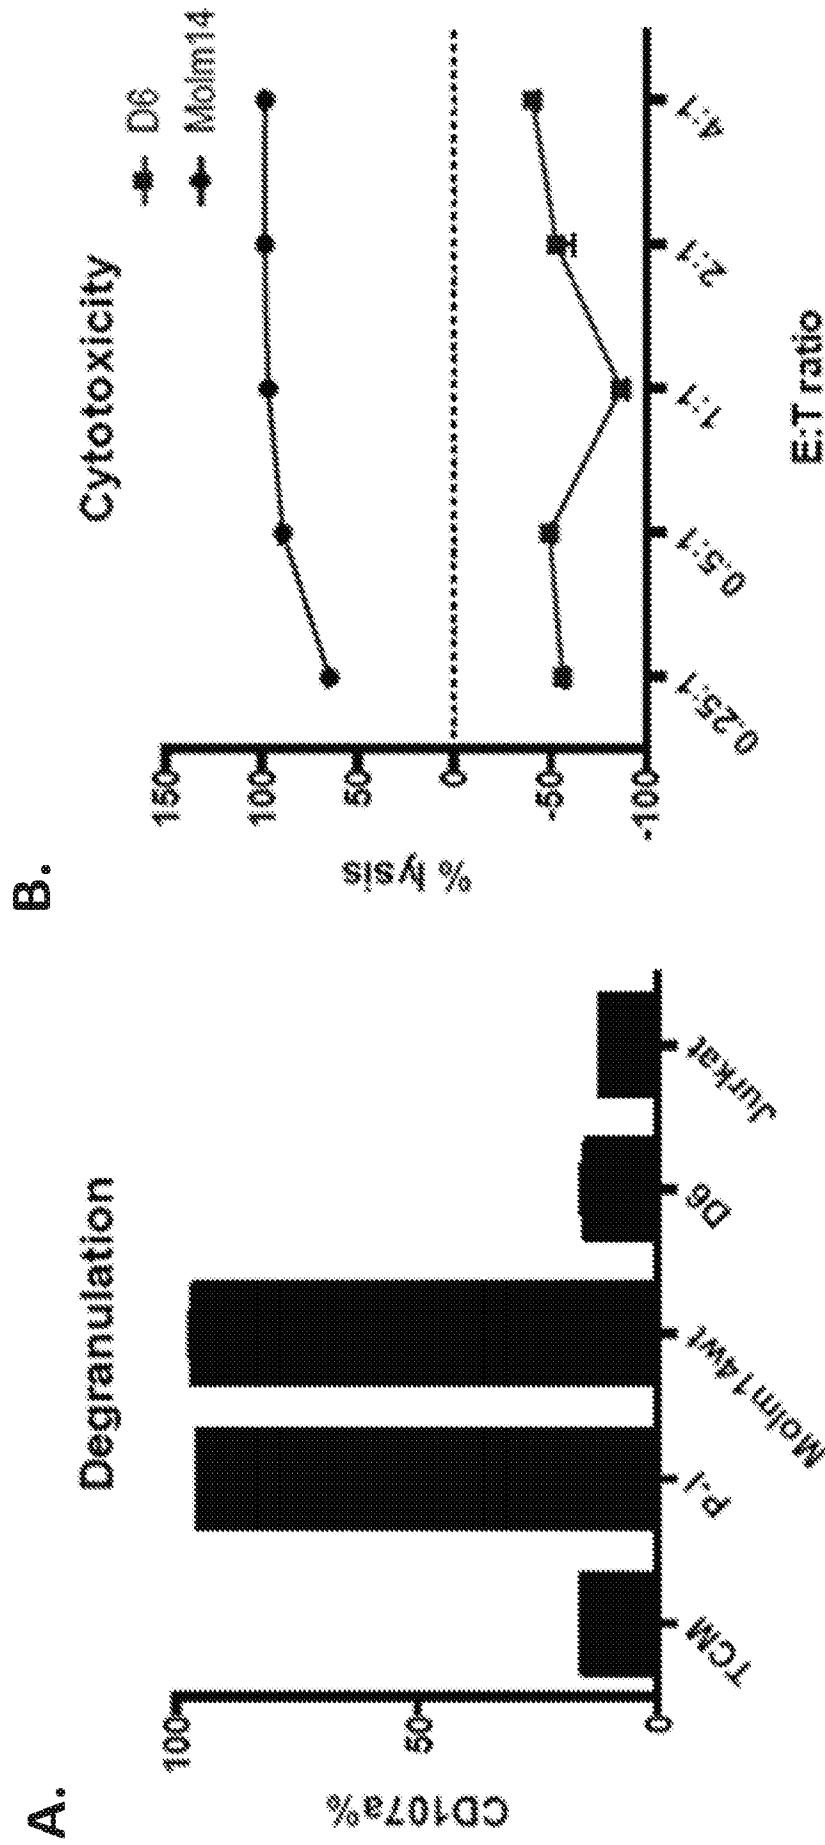 A.
Degranulation
CD107a%
100
50
0
TCM
P-I
Molm14wt
D6
Jurkat
B.
Cytotoxicity
D6
Molm14
% lysis
150
100
50
0
-50
-100
0.25:1
0.5:1
1:1
2:1
4:1
E:T ratio